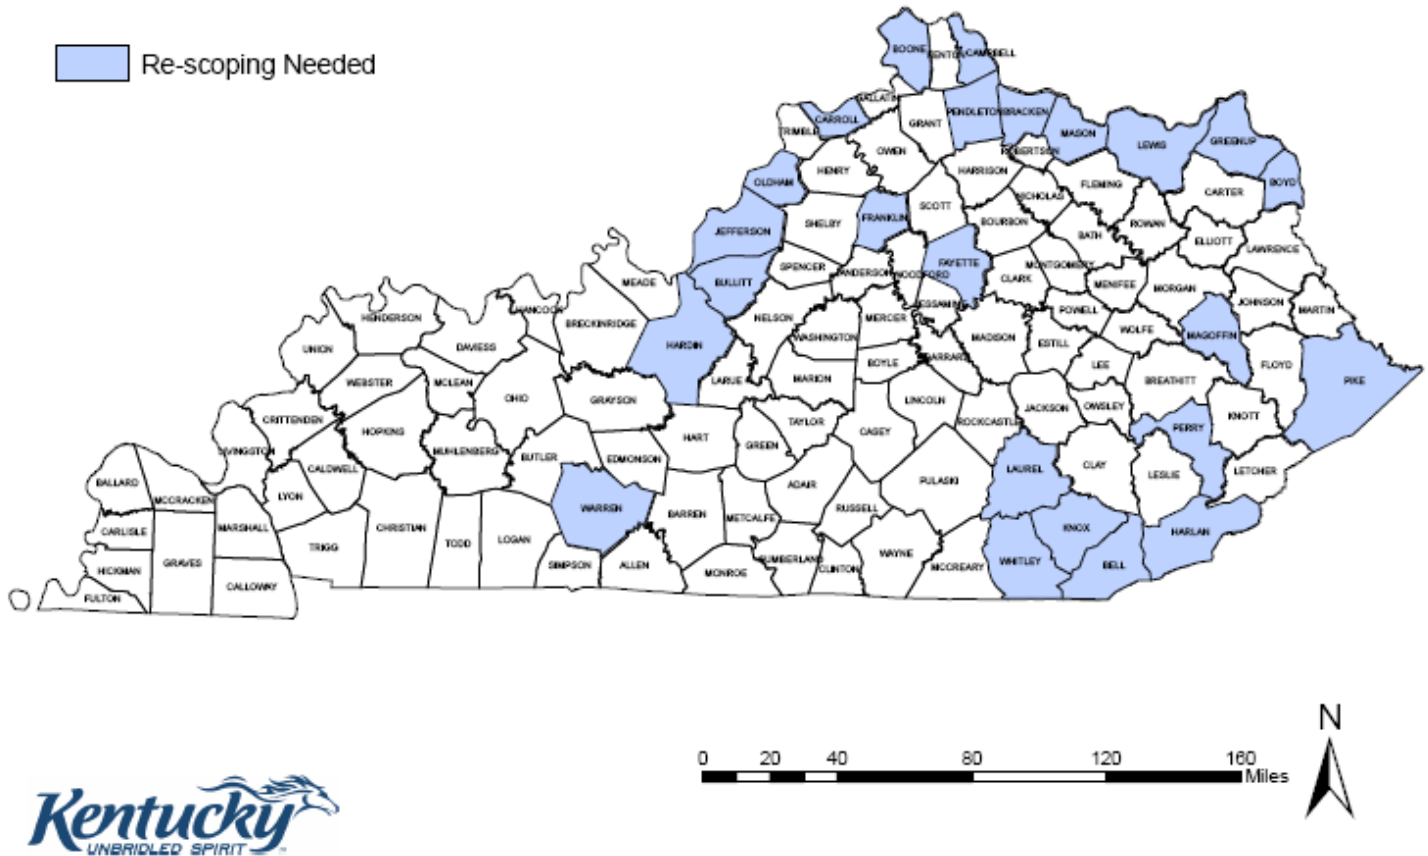 Re-scoping Needed
BOONE
KENTON
CAMPBELL
GALLATIN
CARROLL
TRIMBLE
GRANT
PENDLETON
BRACKEN
MASON
LEWIS
GREENUP
OWEN
ROBERTSON
HENRY
OLDHAM
HARRISON
FLEMING
CARTER
BOYD
NICHOLAS
SCOTT
FRANKLIN
SHELBY
JEFFERSON
BOURBON
ROWAN
BATH
ELLIOTT
LAWRENCE
SPENCER
ANDERSON
WOODFORD
FAYETTE
MONTGOMERY
CLARK
MENIFEE
MORGAN
BULLITT
MEADE
JOHNSON
MARTIN
HANCOCK
BRECKINRIDGE
HENDERSON
NELSON
MERCER
ESSAMINE
POWELL
WOLFE
MAGOFFIN
WASHINGTON
MADISON
ESTILL
HARDIN
UNION
DAVIESS
BOYLE
GARRARD
LEE
FLOYD
LARUE
MARION
BREATHITT
PIKE
WEBSTER
MCLEAN
OHIO
GRAYSON
LINCOLN
JACKSON
OWSLEY
KNOTT
CRITTENDEN
TAYLOR
ROCKCASTLE
PERRY
HOPKINS
CASEY
HART
GREEN
LIVINGSTON
MUHLENBERG
BUTLER
EDMONSON
CALDWELL
LAUREL
CLAY
LESLIE
LETCHER
BALLARD
MCCRACKEN
LYON
ADAIR
PULASKI
WARREN
BARREN
METCALFE
RUSSELL
CARLISLE
MARSHALL
CHRISTIAN
TODD
LOGAN
TRIGG
KNOX
HARLAN
HICKMAN
GRAVES
SIMPSON
ALLEN
MONROE
CUMBERLAND
CLINTON
WAYNE
MCCREARY
WHITLEY
BELL
CALLOWAY
FULTON
N
0 20 40 80 120 160
Miles
Kentucky
UNBRIDLED SPIRIT